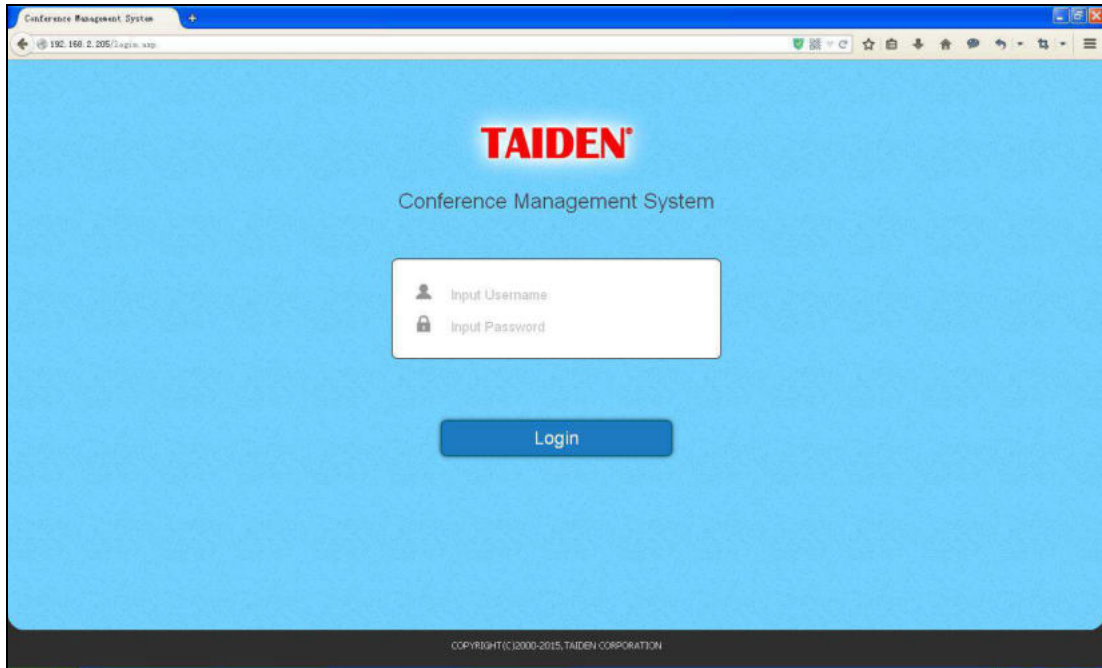 Conference Management System
192.168.2.205/login.asp
TAIDEN®
Conference Management System
Input Username
Input Password
Login
COPYRIGHT(C)2000-2015,TAIDEN CORPORATION